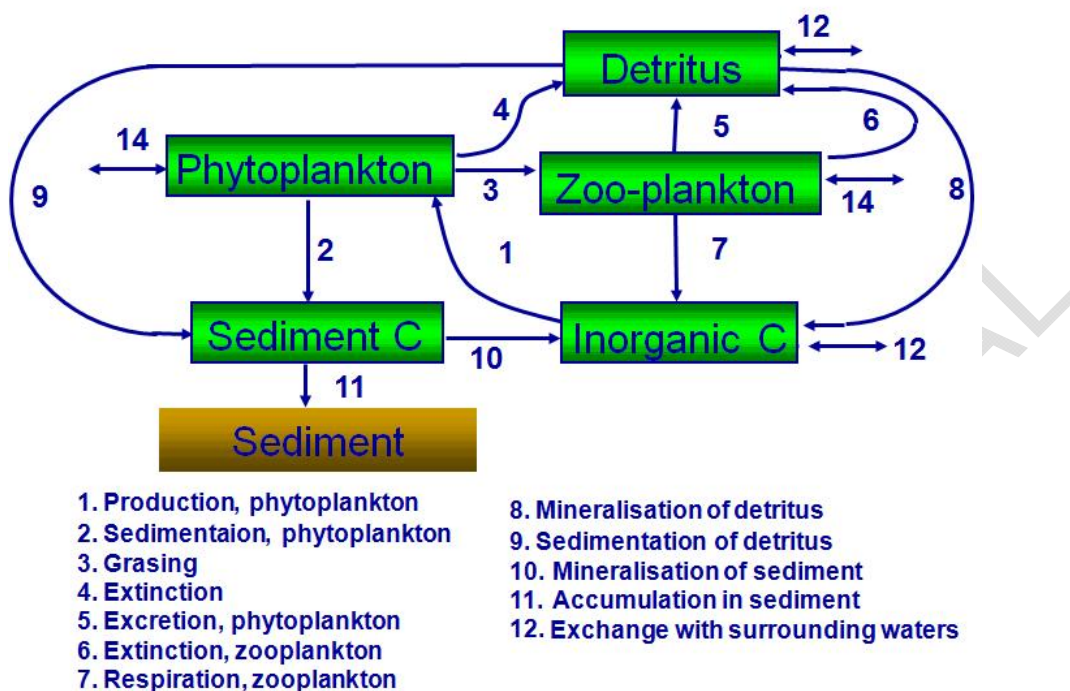 12
Detritus
4
5
6
14
Phytoplankton
3
Zoo-plankton
14
9
8
2
1
7
Sediment C
10
Inorganic C
12
11
Sediment
1. Production, phytoplankton
2. Sedimentaion, phytoplankton
3. Grasing
4. Extinction
5. Excretion, phytoplankton
6. Extinction, zooplankton
7. Respiration, zooplankton
8. Mineralisation of detritus
9. Sedimentation of detritus
10. Mineralisation of sediment
11. Accumulation in sediment
12. Exchange with surrounding waters